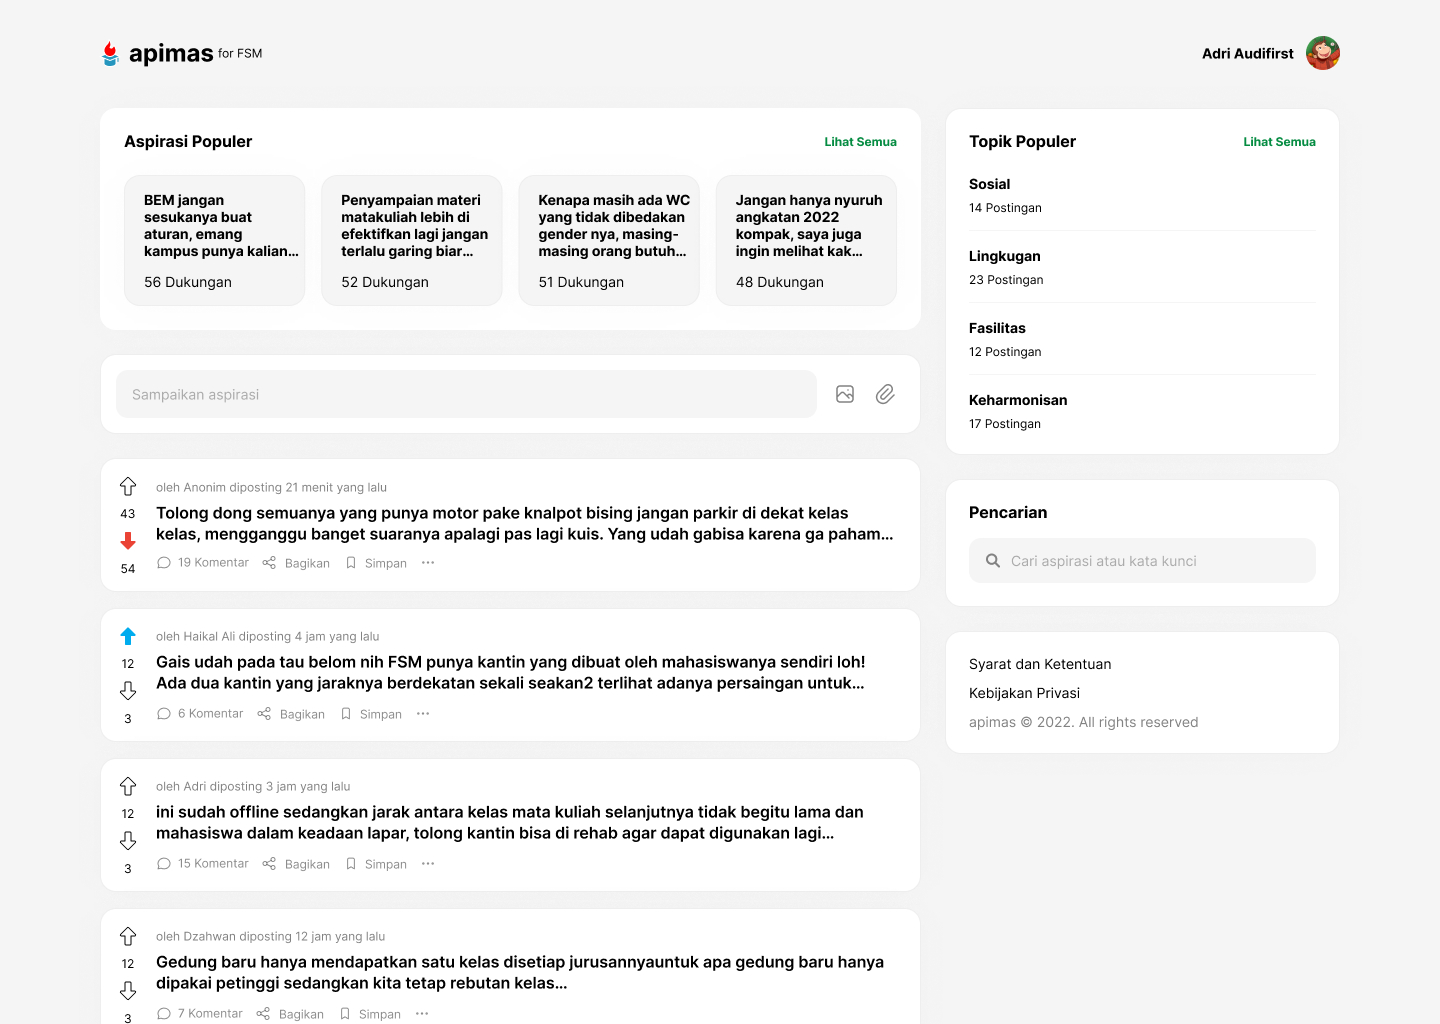 apimas for FSM
Adri Audifirst
Aspirasi Populer
Lihat Semua
BEM jangan
sesukanya buat
aturan, emang
kampus punya kalian...
56 Dukungan
Penyampaian materi
matakuliah lebih di
efektifkan lagi jangan
terlalu garing biar...
52 Dukungan
Kenapa masih ada WC
yang tidak dibedakan
gender nya, masing-
masing orang butuh...
51 Dukungan
Jangan hanya nyuruh
angkatan 2022
kompak, saya juga
ingin melihat kak...
48 Dukungan
Sampaikan aspirasi
43
54
oleh Anonim diposting 21 menit yang lalu
Tolong dong semuanya yang punya motor pake knalpot bising jangan parkir di dekat kelas
kelas, mengganggu banget suaranya apalagi pas lagi kuis. Yang udah gabisa karena ga paham...
19 Komentar
Bagikan
Simpan
12
3
oleh Haikal Ali diposting 4 jam yang lalu
Gais udah pada tau belom nih FSM punya kantin yang dibuat oleh mahasiswanya sendiri loh!
Ada dua kantin yang jaraknya berdekatan sekali seakan2 terlihat adanya persaingan untuk...
6 Komentar
Bagikan
Simpan
12
3
oleh Adri diposting 3 jam yang lalu
ini sudah offline sedangkan jarak antara kelas mata kuliah selanjutnya tidak begitu lama dan
mahasiswa dalam keadaan lapar, tolong kantin bisa di rehab agar dapat digunakan lagi...
15 Komentar
Bagikan
Simpan
12
3
oleh Dzahwan diposting 12 jam yang lalu
Gedung baru hanya mendapatkan satu kelas disetiap jurusannyauntuk apa gedung baru hanya
dipakai petinggi sedangkan kita tetap rebutan kelas...
7 Komentar
Bagikan
Simpan
Topik Populer
Lihat Semua
Sosial
14 Postingan
Lingkugan
23 Postingan
Fasilitas
12 Postingan
Keharmonisan
17 Postingan
Pencarian
Cari aspirasi atau kata kunci
Syarat dan Ketentuan
Kebijakan Privasi
apimas © 2022. All rights reserved